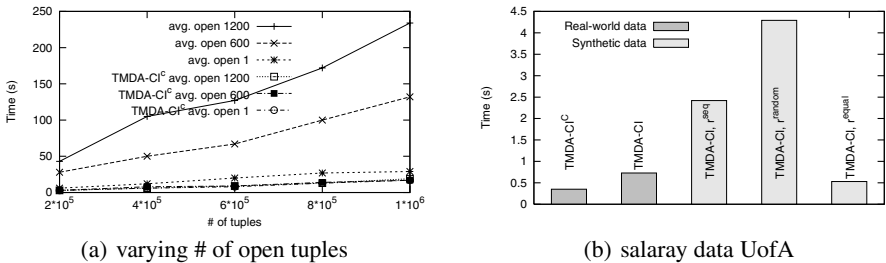 250
200
150
100
50
0
Time (s)
avg. open 1200
avg. open 600
avg. open 1
TMDA-CI^C avg. open 1200
TMDA-CI^C avg. open 600
TMDA-CI^C avg. open 1
2*10^5
4*10^5
6*10^5
8*10^5
1*10^6
# of tuples
(a) varying # of open tuples
4.5
4
3.5
3
2.5
2
1.5
1
0.5
0
Time (s)
Real-world data
Synthetic data
TMDA-CI^C
TMDA-CI
TMDA-CI, r^seq
TMDA-CI, r^random
TMDA-CI, r^equal
(b) salaray data UofA